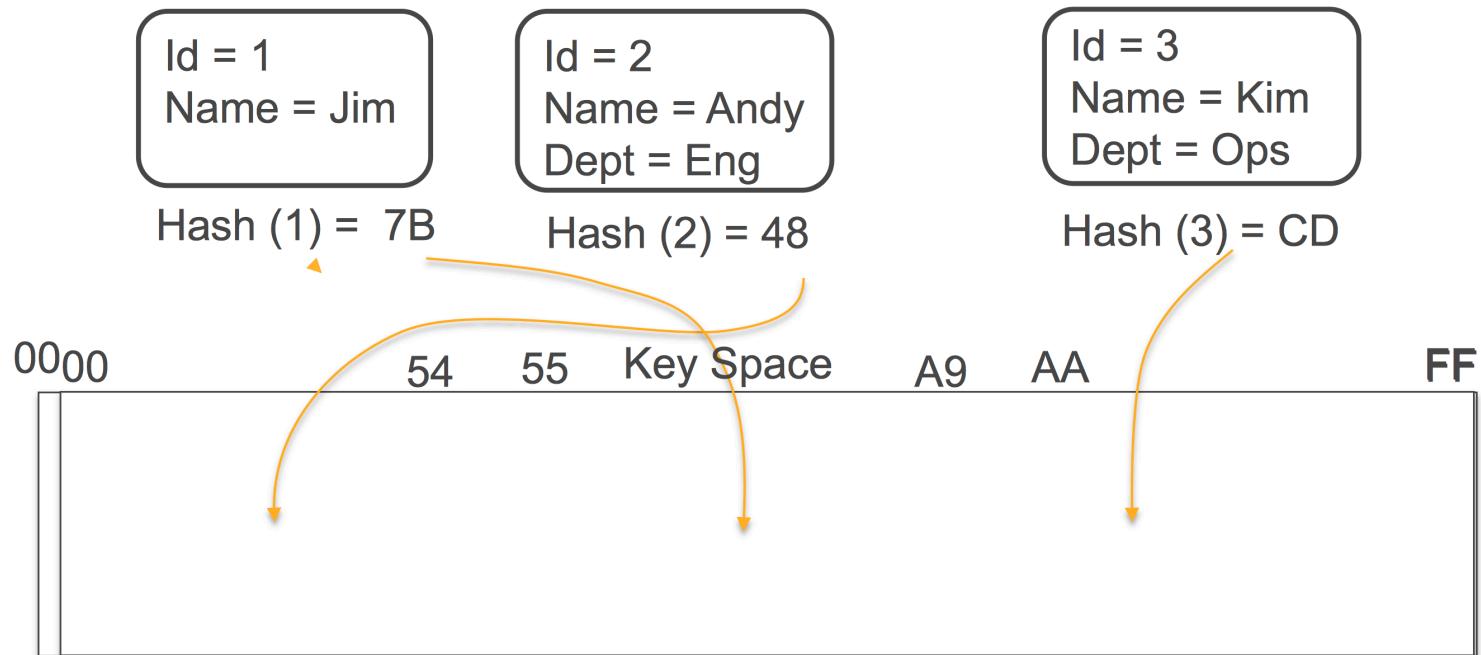 Id = 1
Name = Jim
Id = 2
Name = Andy
Dept = Eng
Id = 3
Name = Kim
Dept = Ops
Hash (1) = 7B
Hash (2) = 48
Hash (3) = CD
00
00
54
55
Key Space
A9
AA
FF